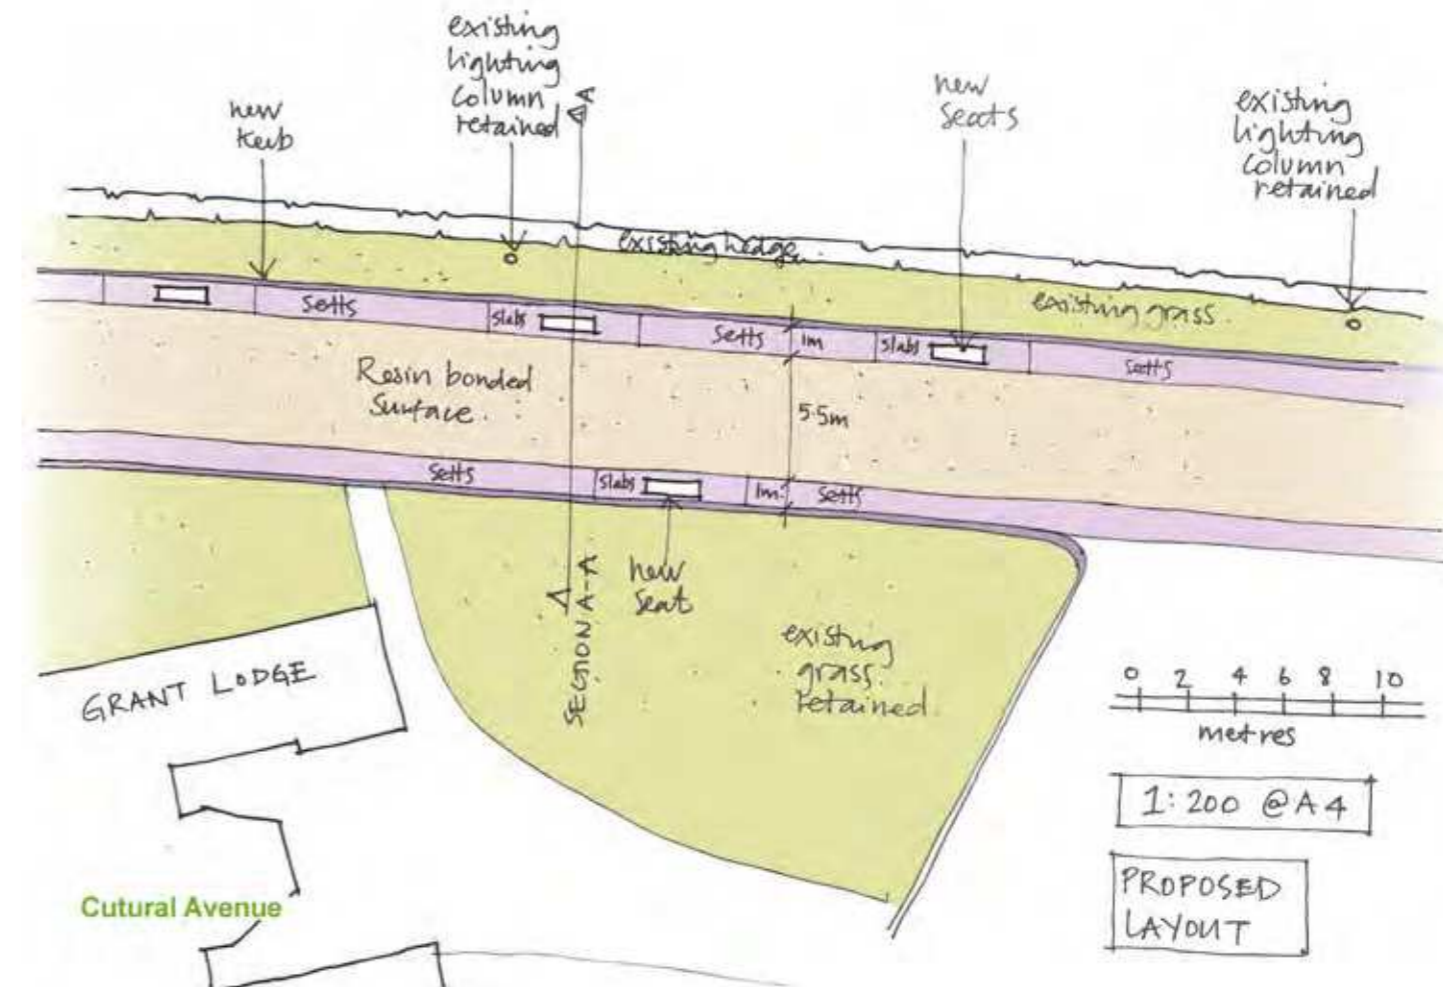 existing
lighting
column
retained
A
new
kerb
new
seats
existing
lighting
column
retained
existing hedge
existing grass
setts
slabs
setts
1m
slabs
setts
Resin bonded
surface
5.5m
setts
slabs
1m
setts
new
seat
SECTION A-A
existing
grass
retained
GRANT LODGE
0 2 4 6 8 10
metres
1:200 @A4
PROPOSED
LAYOUT
Cutural Avenue